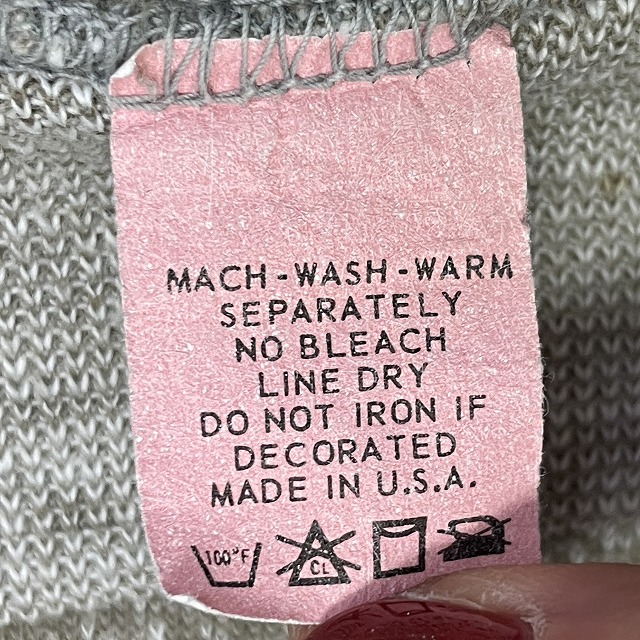 MACH-WASH-WARM
SEPARATELY
NO BLEACH
LINE DRY
DO NOT IRON IF
DECORATED
MADE IN U.S.A.
100°F CL